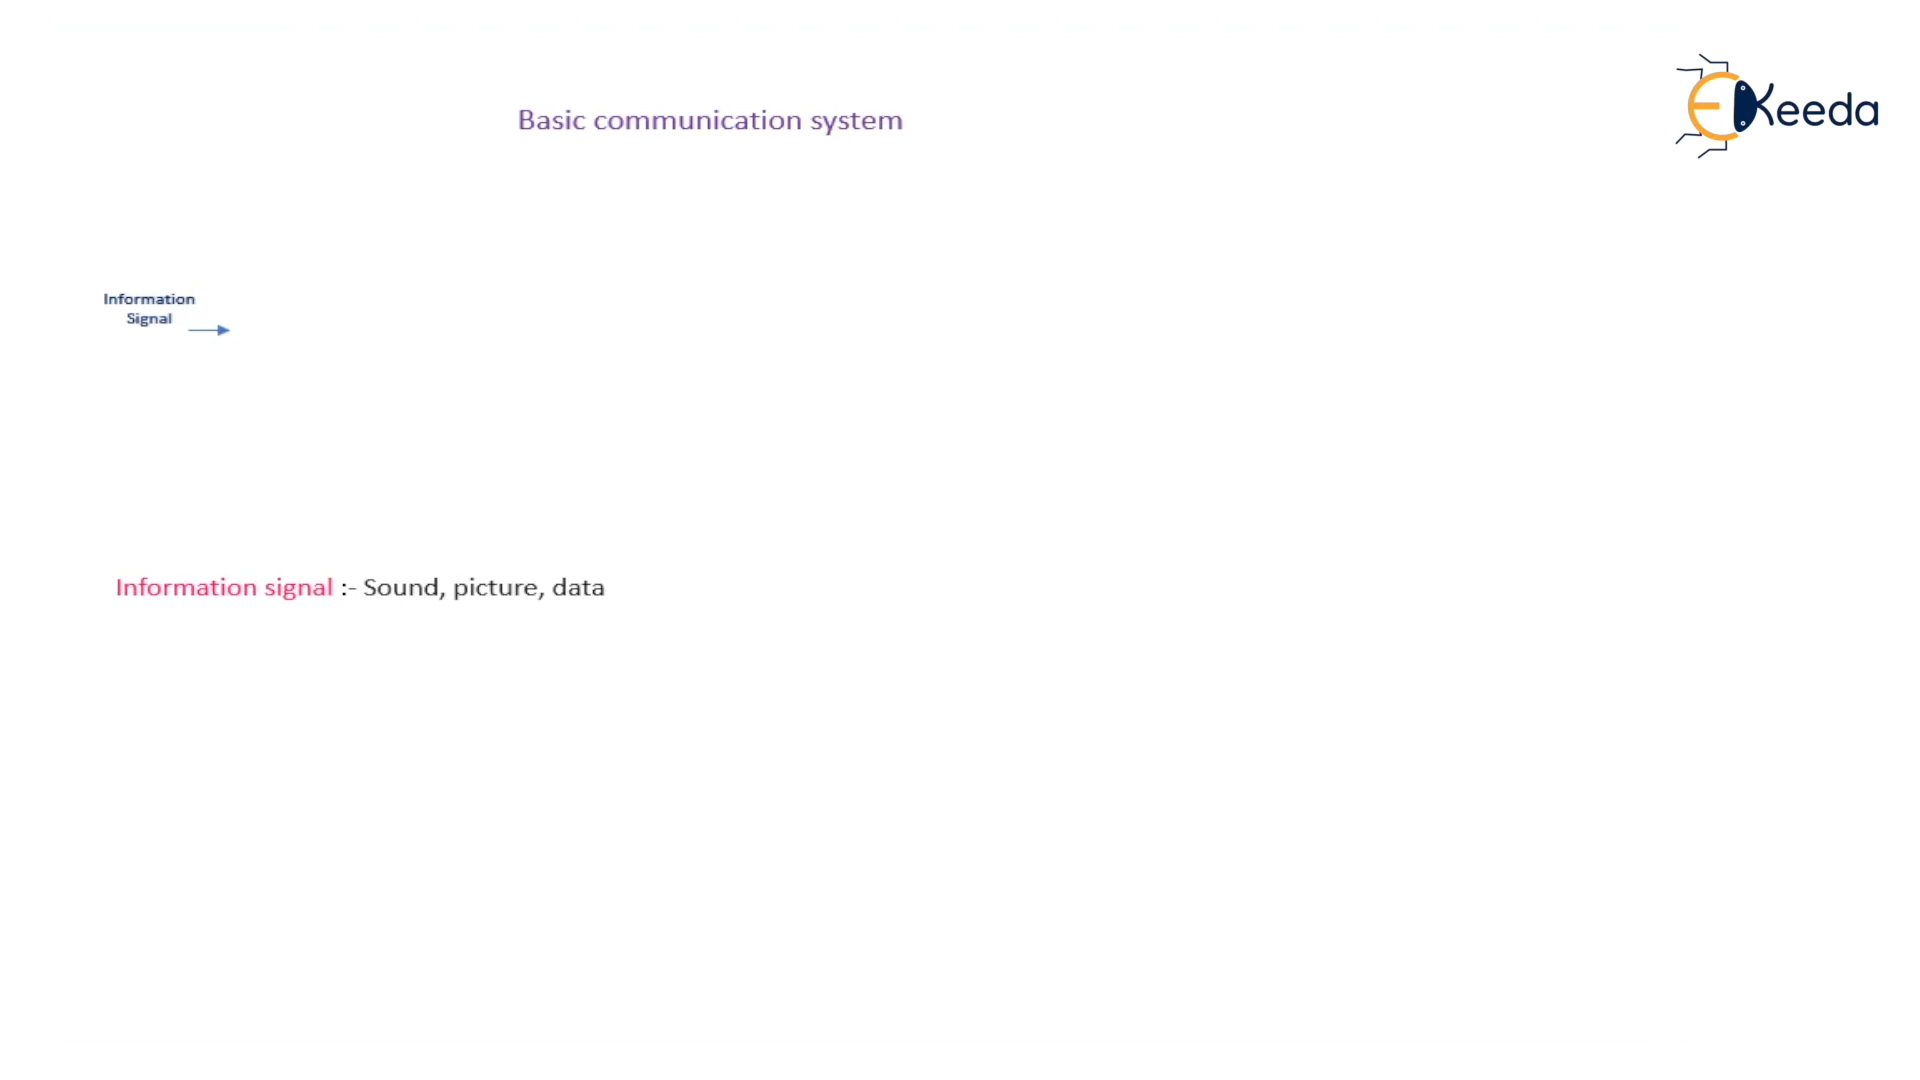 Basic communication system
EKeeda
Information
Signal
Information signal :- Sound, picture, data